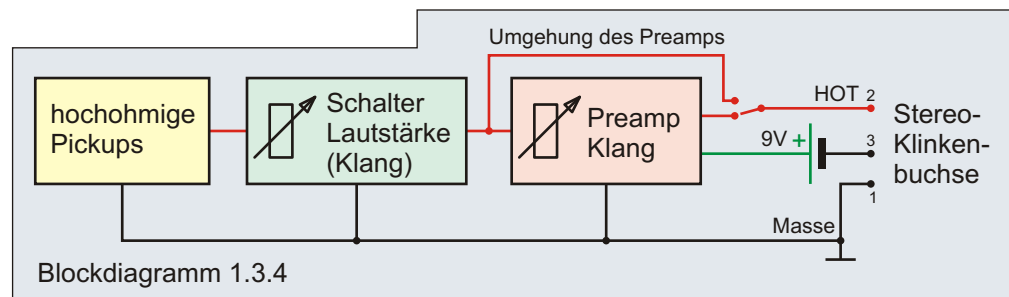 Umgehung des Preamps
hochohmige
Pickups
Schalter
Lautstärke
(Klang)
Preamp
Klang
HOT 2
9V +
3
1
Stereo-
Klinken-
buchse
Masse
Blockdiagramm 1.3.4